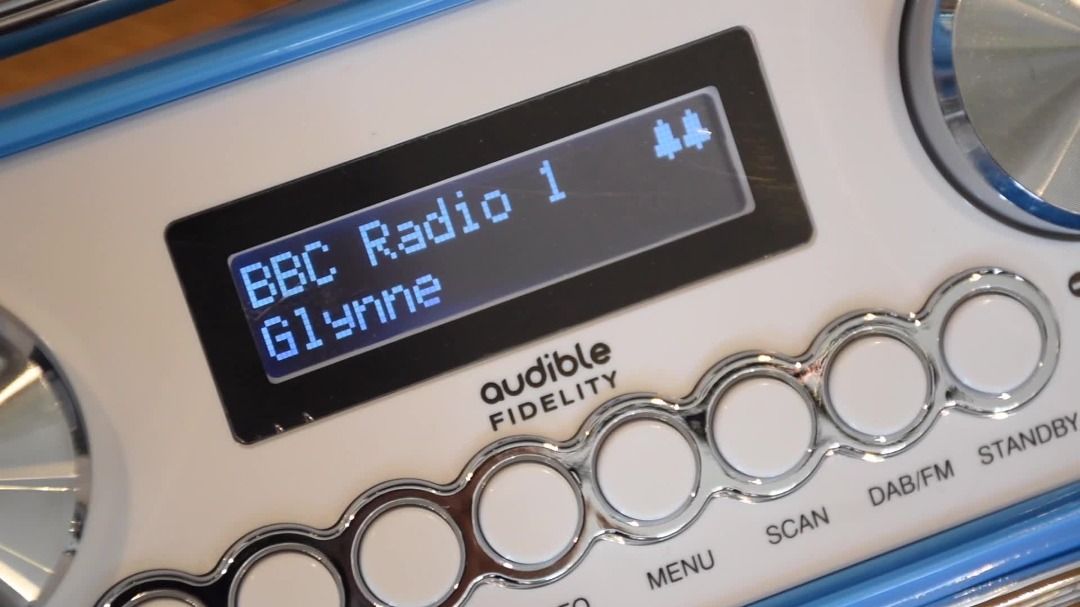 BBC Radio 1
Glynne
audible
FIDELITY
MENU
SCAN
DAB/FM
STANDBY